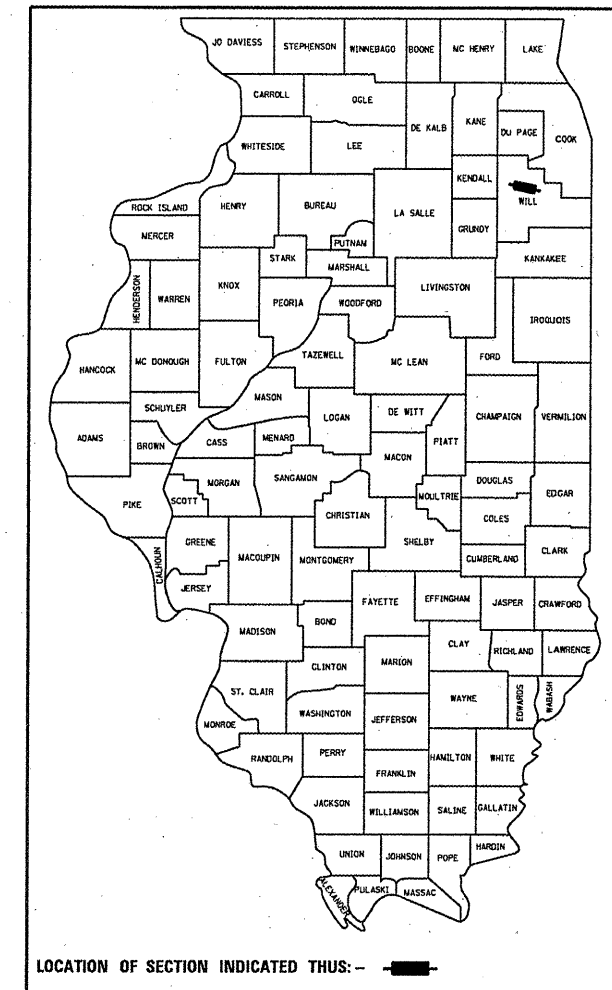 JO DAVIESS STEPHENSON WINNEBAGO BOONE MC HENRY LAKE
CARROLL OGLE DE KALB KANE DU PAGE COOK
WHITESIDE LEE
KENDALL WILL
ROCK ISLAND HENRY BUREAU LA SALLE GRUNDY
MERCER PUTNAM KANKAKEE
STARK MARSHALL
HENDERSON WARREN KNOX PEORIA WOODFORD LIVINGSTON IROQUOIS
HANCOCK MC DONOUGH FULTON TAZEWELL MC LEAN FORD
SCHUYLER MASON LOGAN DE WITT CHAMPAIGN VERMILION
ADAMS BROWN CASS MENARD MACON PIATT
MORGAN SANGAMON DOUGLAS EDGAR
PIKE SCOTT CHRISTIAN MOULTRIE COLES
GREENE MACOUPIN MONTGOMERY SHELBY CUMBERLAND CLARK
CALHOUN JERSEY
FAYETTE EFFINGHAM JASPER CRAWFORD
MADISON BOND
CLAY RICHLAND LAWRENCE
CLINTON MARION
ST. CLAIR WAYNE EDWARDS WABASH
MONROE WASHINGTON JEFFERSON
RANDOLPH PERRY HAMILTON WHITE
FRANKLIN
JACKSON WILLIAMSON SALINE GALLATIN
UNION JOHNSON POPE HARDIN
ALEXANDER PULASKI MASSAC
LOCATION OF SECTION INDICATED THUS: -